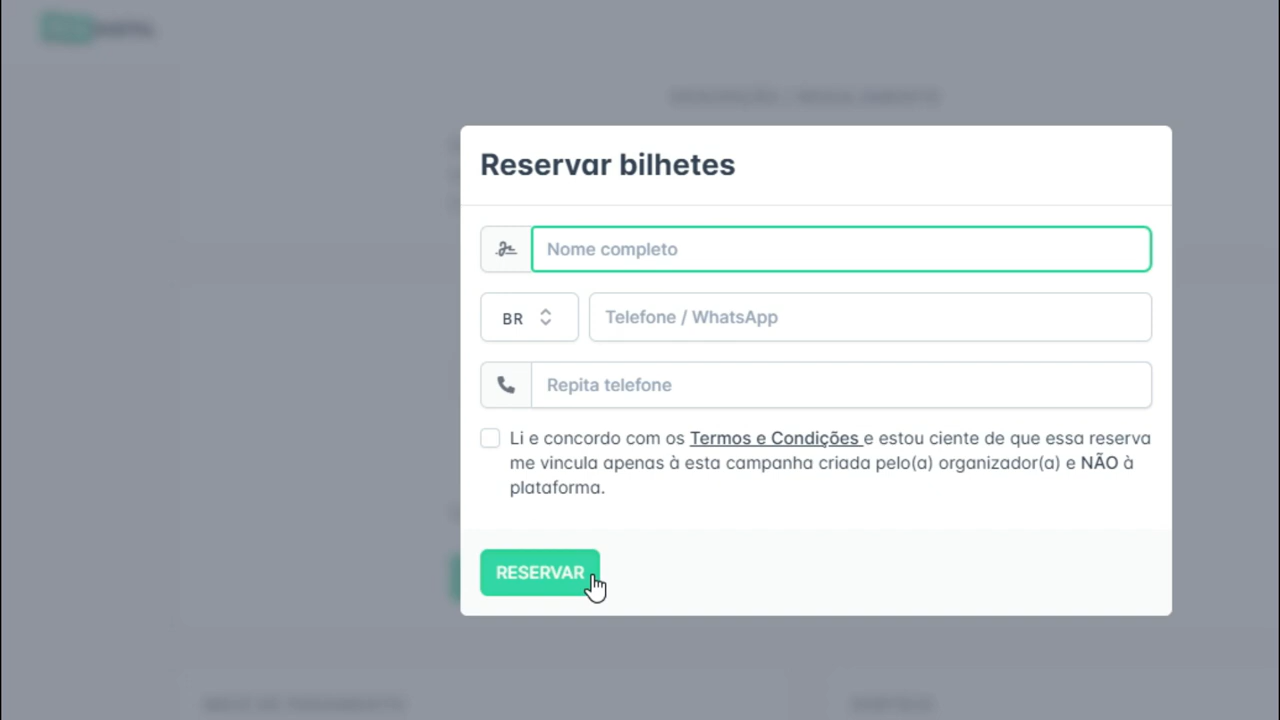 Reservar bilhetes
Nome completo
BR
Telefone / WhatsApp
Repita telefone
Li e concordo com os Termos e Condições e estou ciente de que essa reserva
me vincula apenas à esta campanha criada pelo(a) organizador(a) e NÃO à
plataforma.
RESERVAR